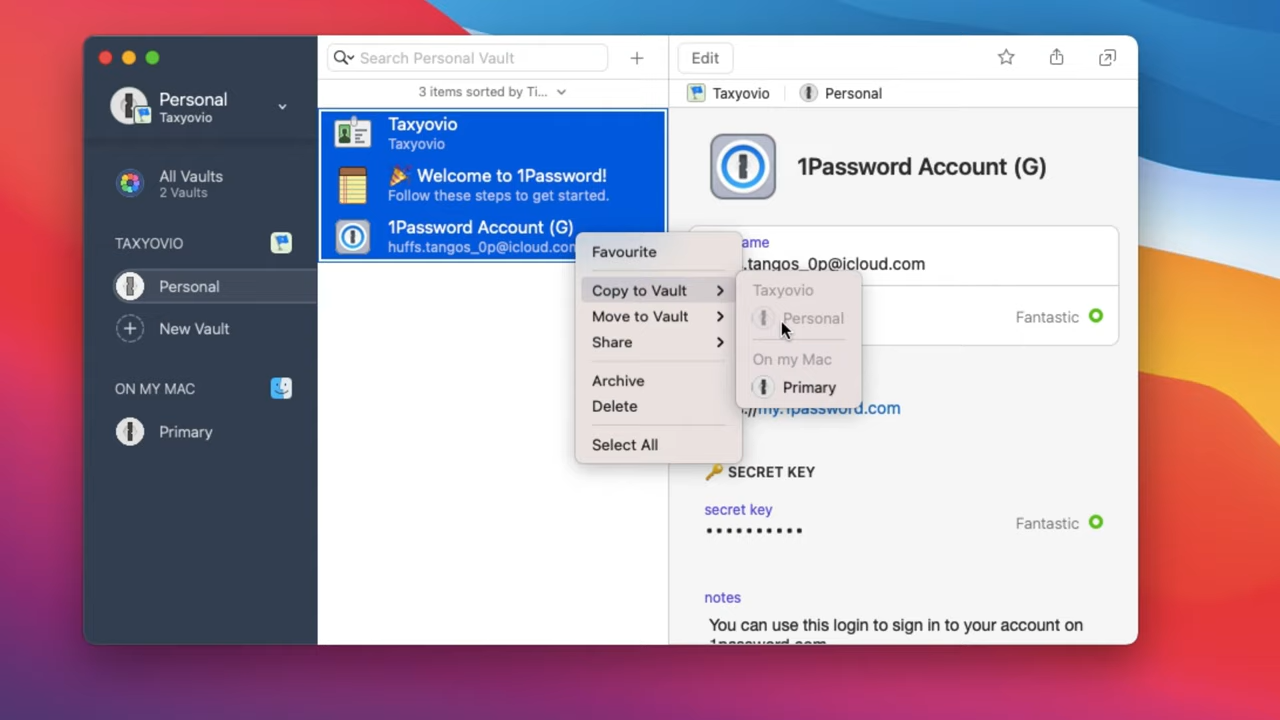 Personal
Taxyovio
All Vaults
2 Vaults
TAXYOVIO
Personal
New Vault
ON MY MAC
Primary
Search Personal Vault
3 items sorted by Ti...
Taxyovio
Taxyovio
🎉 Welcome to 1Password!
Follow these steps to get started.
1Password Account (G)
huffs.tangos_0p@icloud.con
Favourite
Copy to Vault
Move to Vault
Share
Archive
Delete
Select All
Taxyovio
Personal
On my Mac
Primary
Edit
Taxyovio
Personal
1Password Account (G)
ame
.tangos_0p@icloud.com
Fantastic
://my.1password.com
🔑 SECRET KEY
secret key
••••••••••
Fantastic
notes
You can use this login to sign in to your account on
1password.com